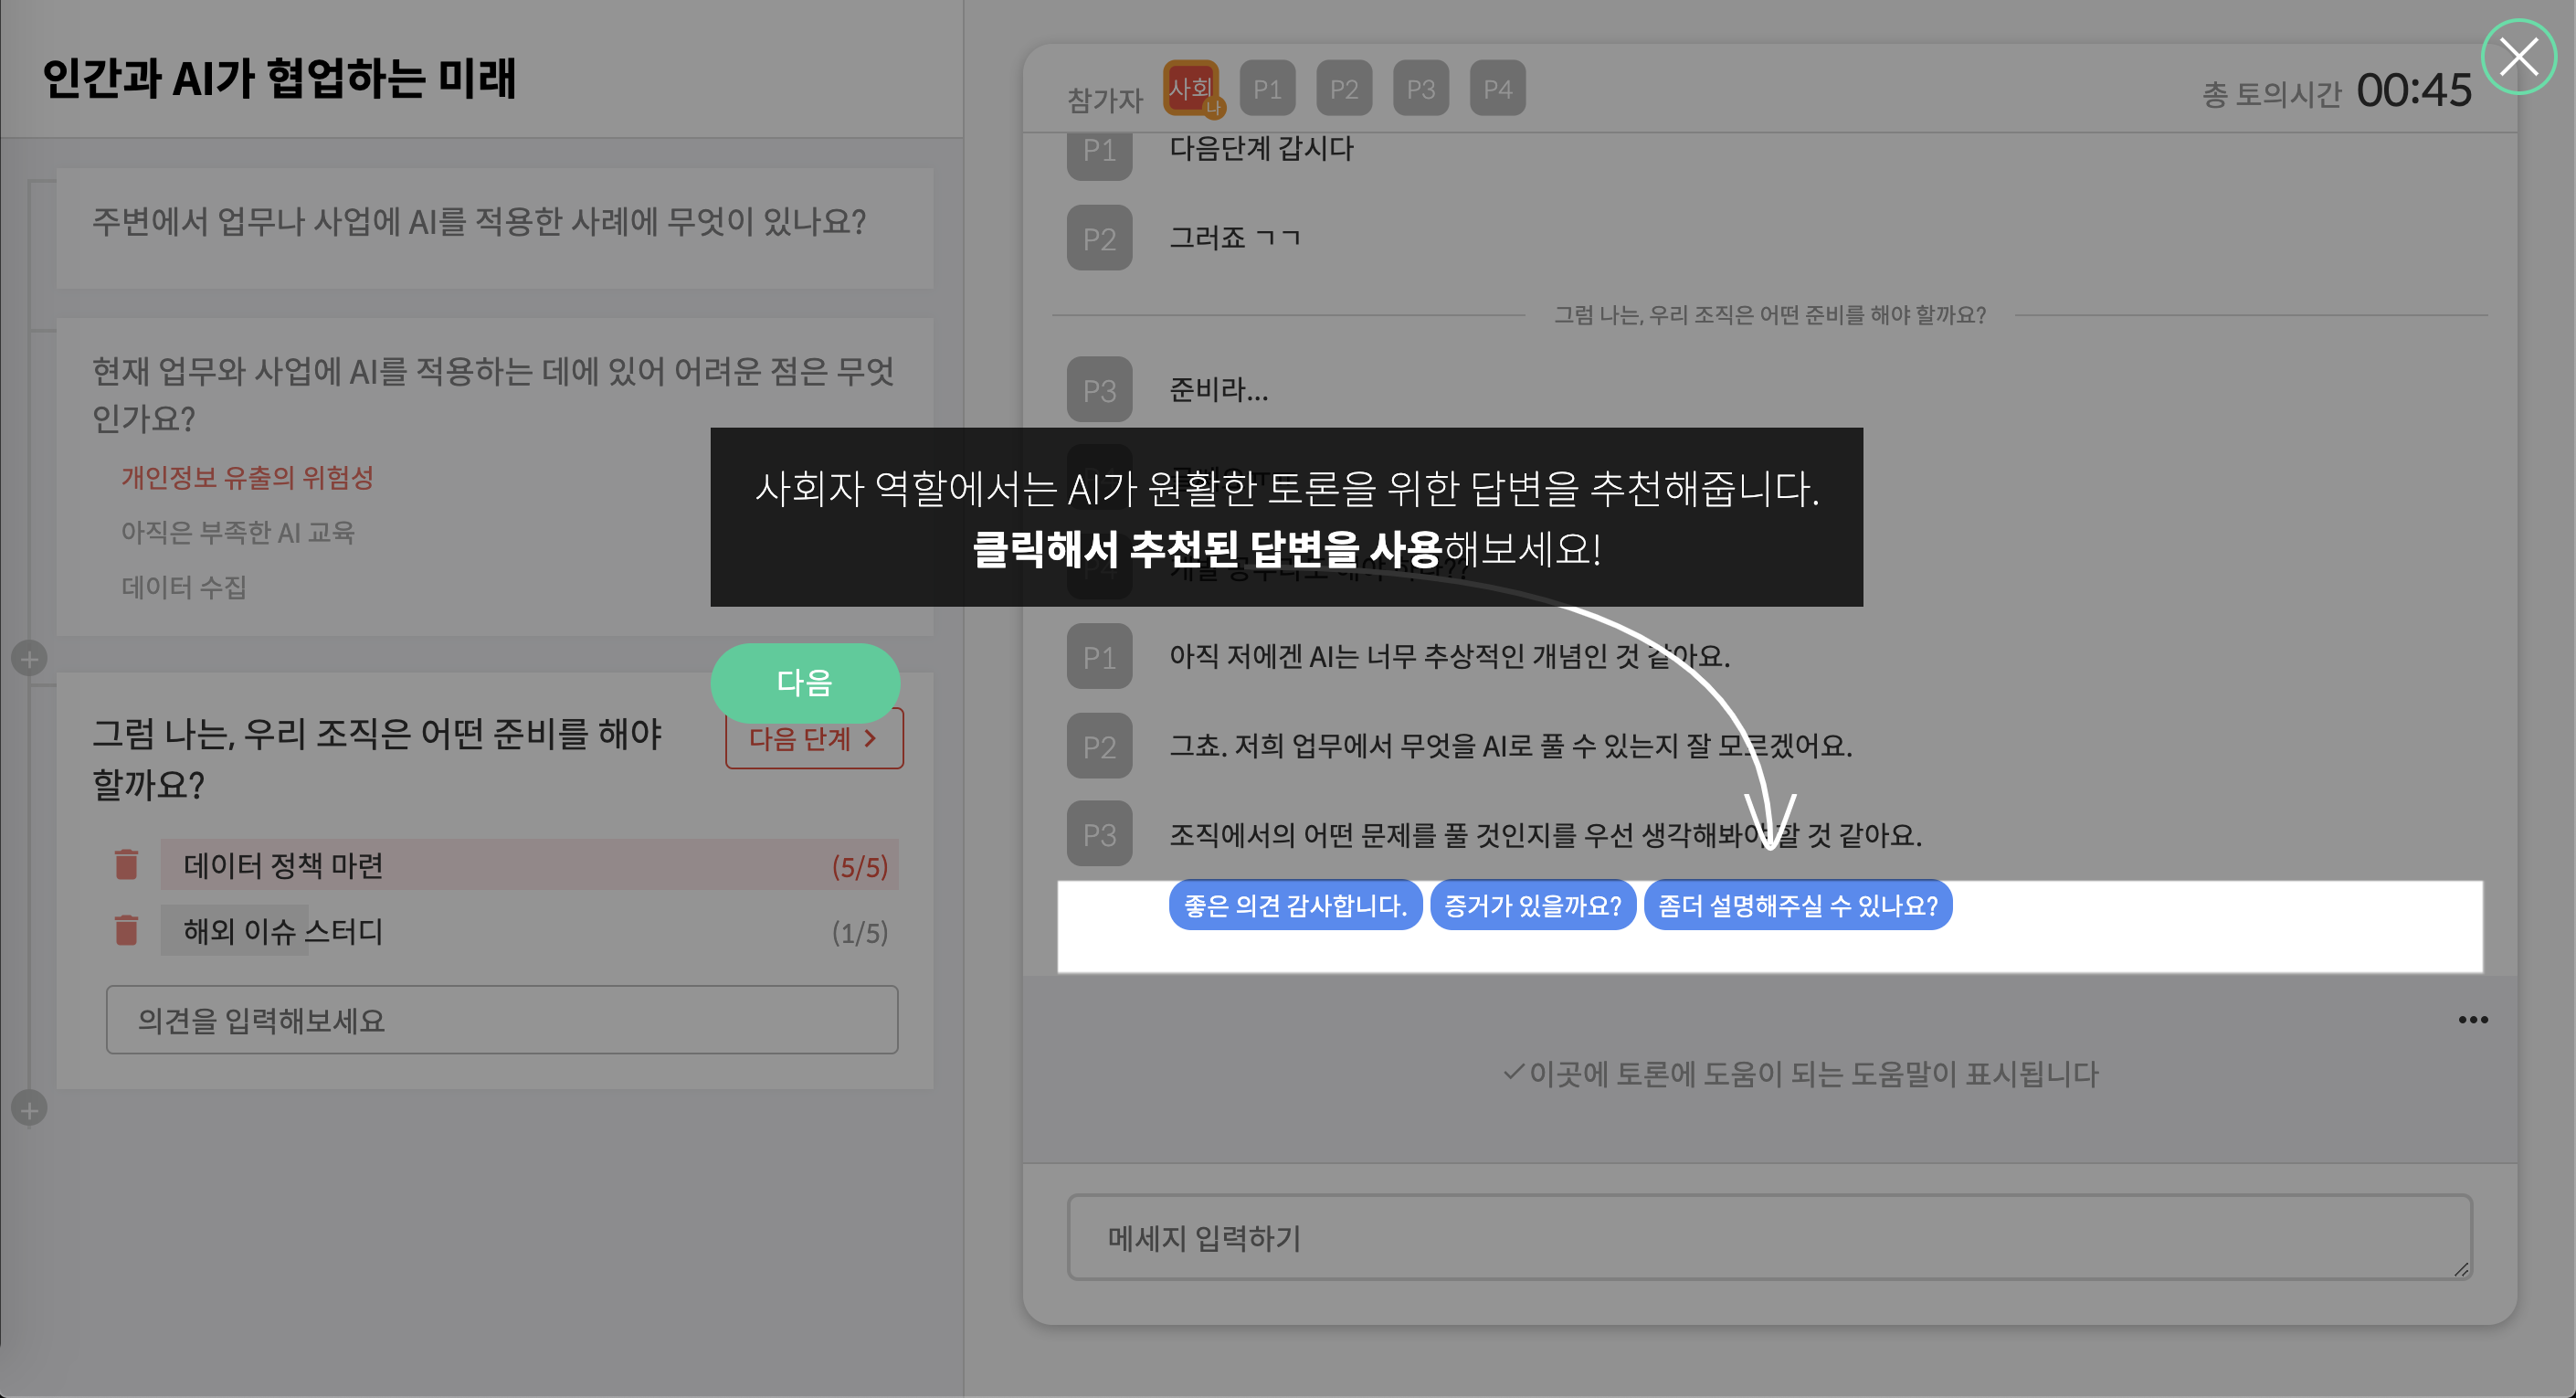 인간과 AI가 협업하는 미래
주변에서 업무나 사업에 AI를 적용한 사례에 무엇이 있나요?
현재 업무와 사업에 AI를 적용하는 데에 있어 어려운 점은 무엇
인가요?
개인정보 유출의 위험성
아직은 부족한 AI 교육
데이터 수집
그럼 나는, 우리 조직은 어떤 준비를 해야
할까요?
다음 단계
데이터 정책 마련 (5/5)
해외 이슈 스터디 (1/5)
의견을 입력해보세요
사회자 역할에서는 AI가 원활한 토론을 위한 답변을 추천해줍니다.
클릭해서 추천된 답변을 사용해보세요!
다음
참가자 사회 나 P1 P2 P3 P4 총 토의시간 00:45
P1 다음단계 갑시다
P2 그러죠 ㄱㄱ
그럼 나는, 우리 조직은 어떤 준비를 해야 할까요?
P3 준비라...
P1 아직 저에겐 AI는 너무 추상적인 개념인 것 같아요.
P2 그쵸. 저희 업무에서 무엇을 AI로 풀 수 있는지 잘 모르겠어요.
P3 조직에서의 어떤 문제를 풀 것인지를 우선 생각해봐야 할 것 같아요.
좋은 의견 감사합니다. 증거가 있을까요? 좀더 설명해주실 수 있나요?
이곳에 토론에 도움이 되는 도움말이 표시됩니다
메세지 입력하기